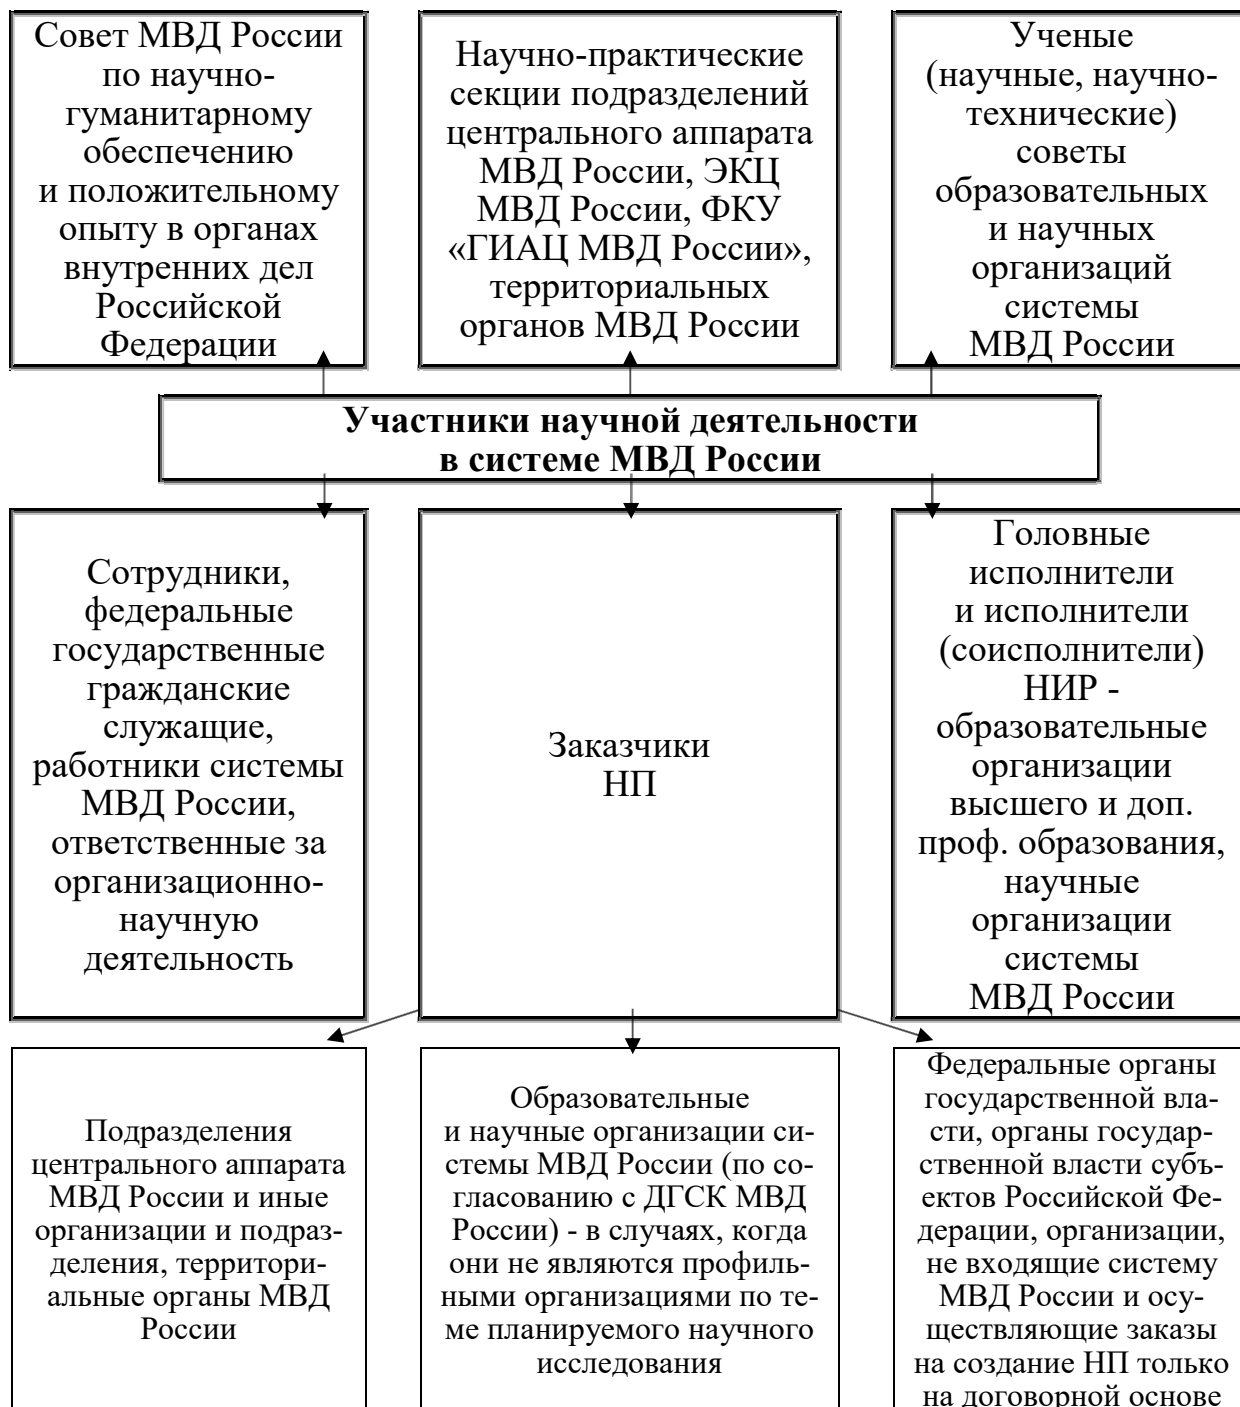 Совет МВД России
по научно-
гуманитарному
обеспечению
и положительному
опыту в органах
внутренних дел
Российской
Федерации
Научно-практические
секции подразделений
центрального аппарата
МВД России, ЭКЦ
МВД России, ФКУ
«ГИАЦ МВД России»,
территориальных
органов МВД России
Ученые
(научные, научно-
технические)
советы
образовательных
и научных
организаций
системы
МВД России
Участники научной деятельности
в системе МВД России
Сотрудники,
федеральные
государственные
гражданские
служащие,
работники системы
МВД России,
ответственные за
организационно-
научную
деятельность
Заказчики
НП
Головные
исполнители
и исполнители
(соисполнители)
НИР -
образовательные
организации
высшего и доп.
проф. образования,
научные
организации
системы
МВД России
Подразделения
центрального аппарата
МВД России и иные
организации и подраз-
деления, территори-
альные органы МВД
России
Образовательные
и научные организации си-
стемы МВД России (по со-
гласованию с ДГСК МВД
России) - в случаях, когда
они не являются профиль-
ными организациями по те-
ме планируемого научного
исследования
Федеральные органы
государственной вла-
сти, органы государ-
ственной власти субъ-
ектов Российской Фе-
дерации, организации,
не входящие систему
МВД России и осу-
ществляющие заказы
на создание НП только
на договорной основе